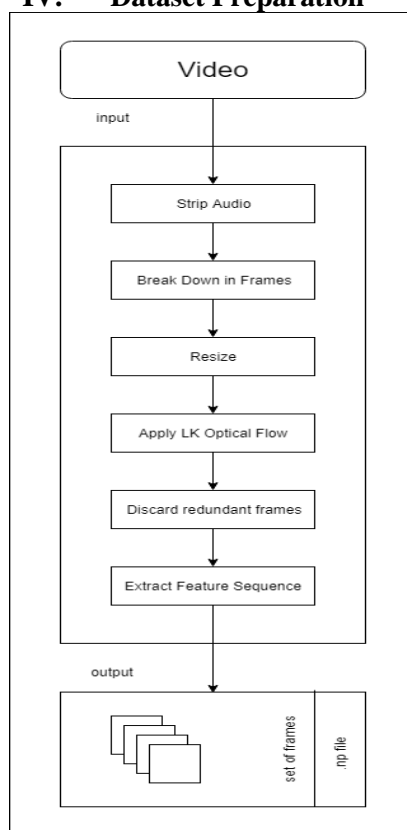 IV. Dataset Preparation
Video
input
Strip Audio
Break Down in Frames
Resize
Apply LK Optical Flow
Discard redundant frames
Extract Feature Sequence
output
set of frames
.np file